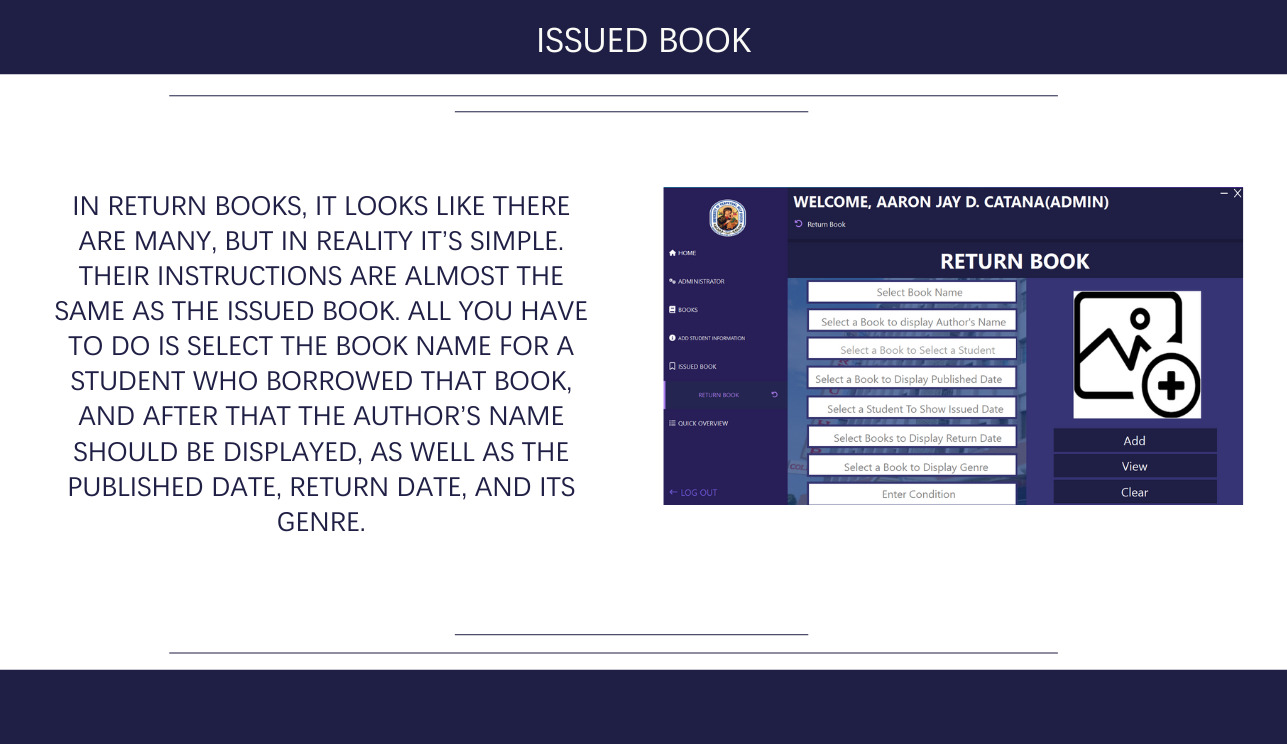 ISSUED BOOK
IN RETURN BOOKS, IT LOOKS LIKE THERE
ARE MANY, BUT IN REALITY IT'S SIMPLE.
THEIR INSTRUCTIONS ARE ALMOST THE
SAME AS THE ISSUED BOOK. ALL YOU HAVE
TO DO IS SELECT THE BOOK NAME FOR A
STUDENT WHO BORROWED THAT BOOK,
AND AFTER THAT THE AUTHOR'S NAME
SHOULD BE DISPLAYED, AS WELL AS THE
PUBLISHED DATE, RETURN DATE, AND ITS
GENRE.
WELCOME, AARON JAY D. CATANA(ADMIN)
Return Book
HOME
ADMINISTRATOR
BOOKS
ADD STUDENT INFORMATION
ISSUED BOOK
RETURN BOOK
QUICK OVERVIEW
LOG OUT
RETURN BOOK
Select Book Name
Select a Book to display Author's Name
Select a Book to Select a Student
Select a Book to Display Published Date
Select a Student To Show Issued Date
Select Books to Display Return Date
Select a Book to Display Genre
Enter Condition
Add
View
Clear